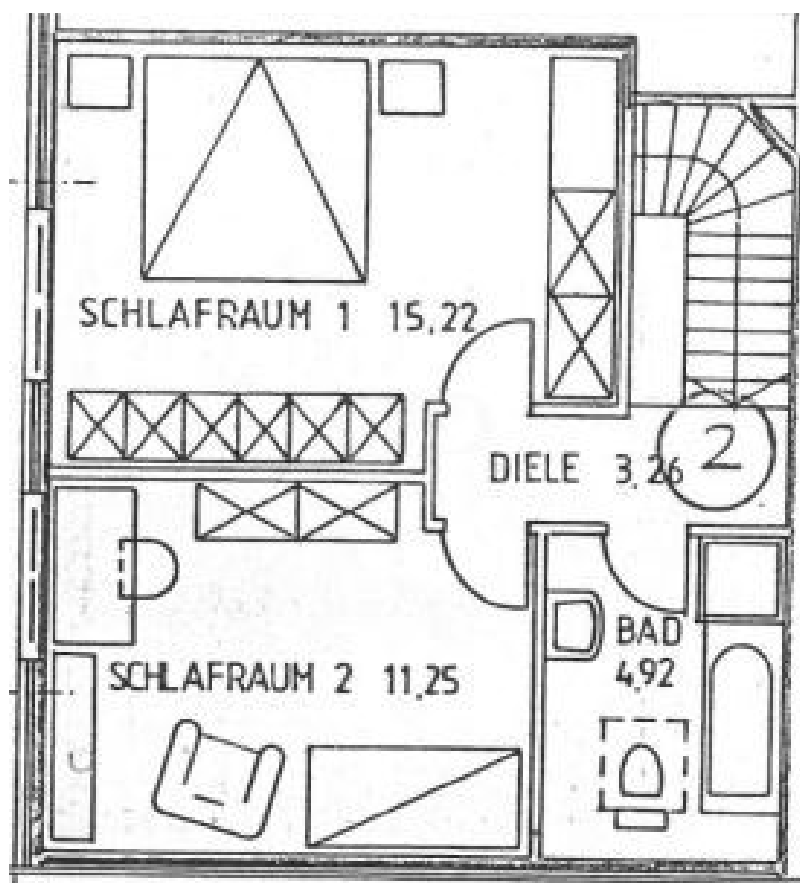 SCHLAFRAUM 1 15,22
DIELE 3,26
2
BAD
4,92
SCHLAFRAUM 2 11,25